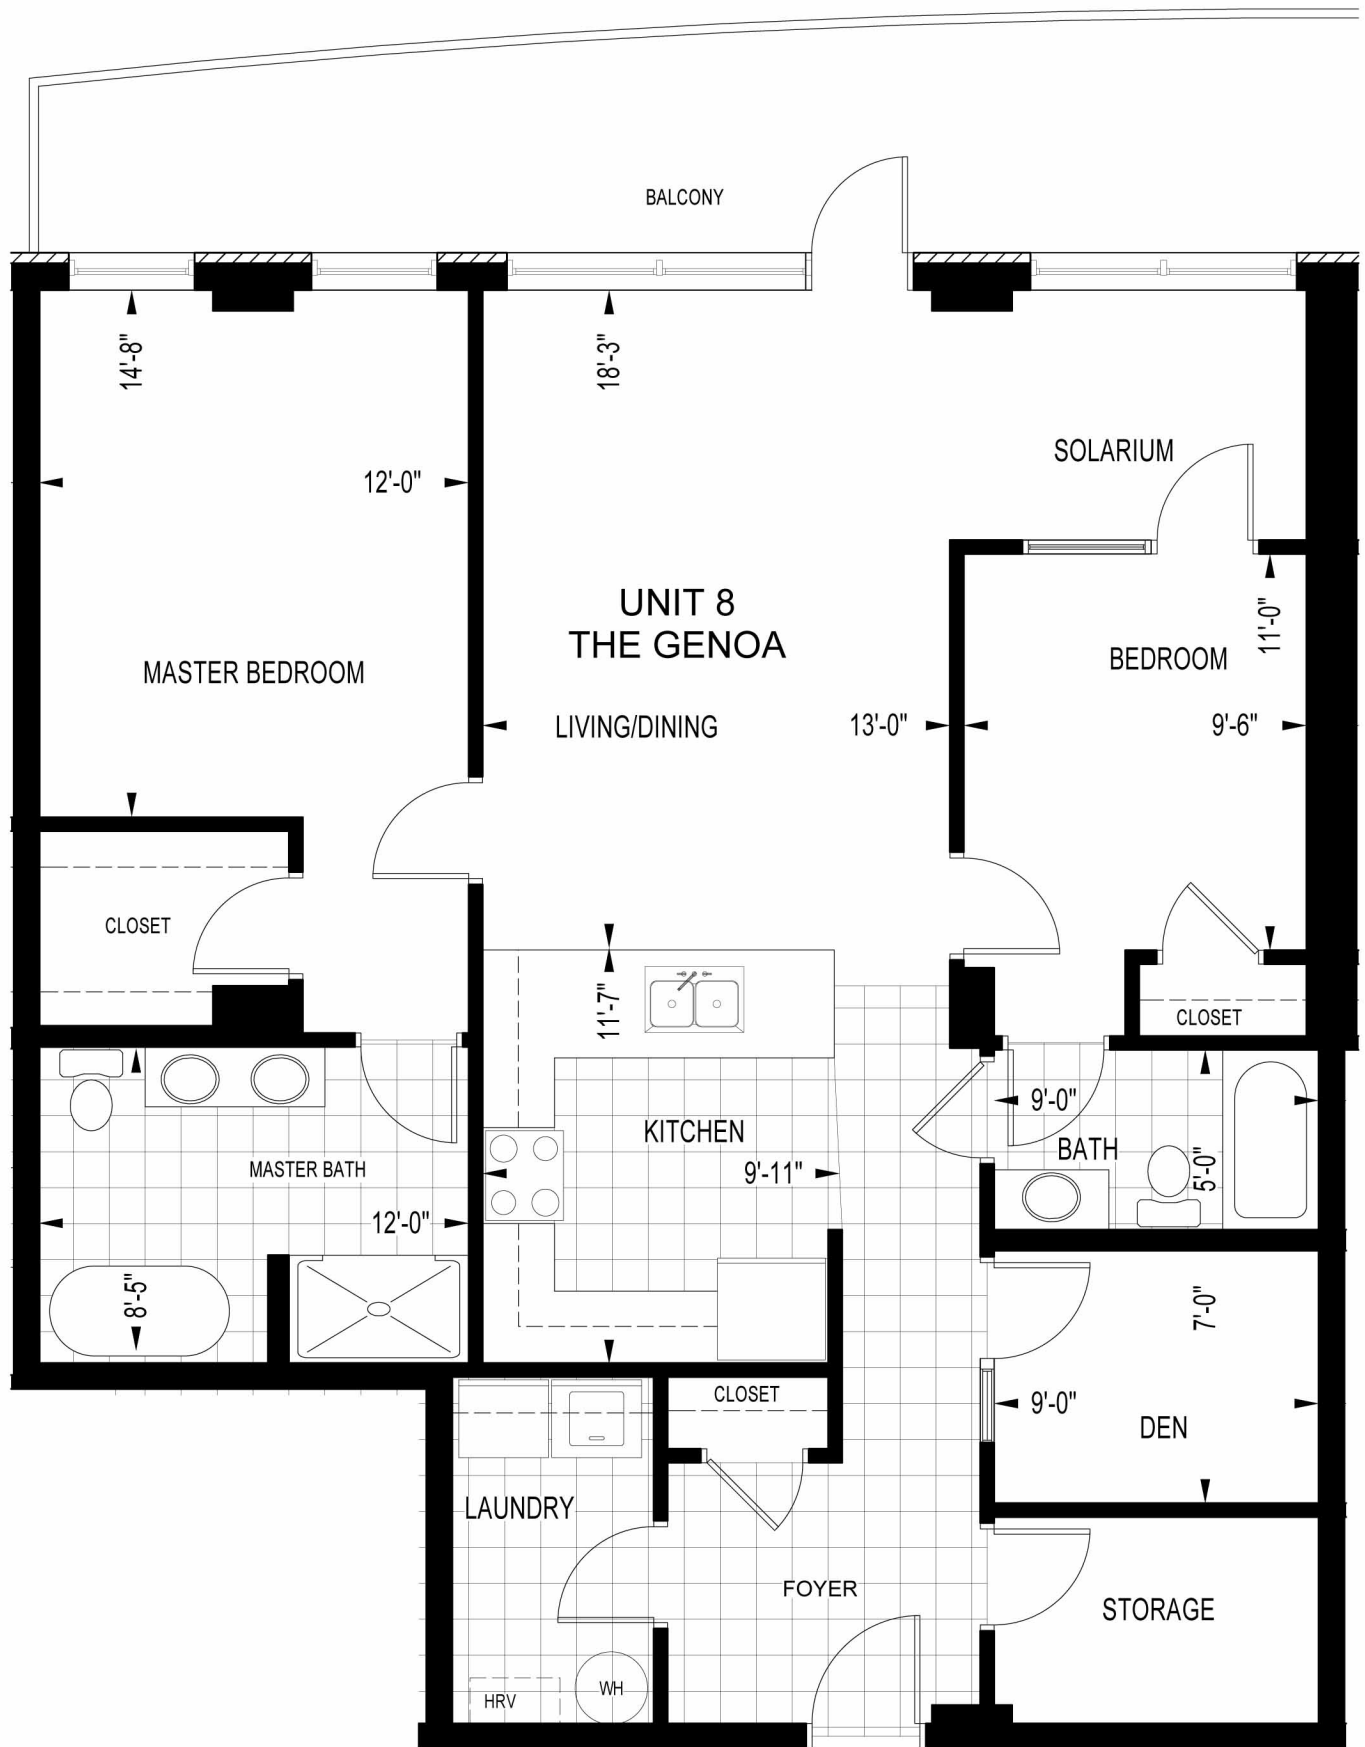 BALCONY
14'-8"
18'-3"
SOLARIUM
12'-0"
UNIT 8
THE GENOA
11'-0"
MASTER BEDROOM
BEDROOM
LIVING/DINING
13'-0"
9'-6"
CLOSET
11'-7"
CLOSET
KITCHEN
9'-0"
MASTER BATH
9'-11"
BATH
5'-0"
12'-0"
8'-5"
7'-0"
CLOSET
9'-0"
DEN
LAUNDRY
FOYER
STORAGE
HRV
WH